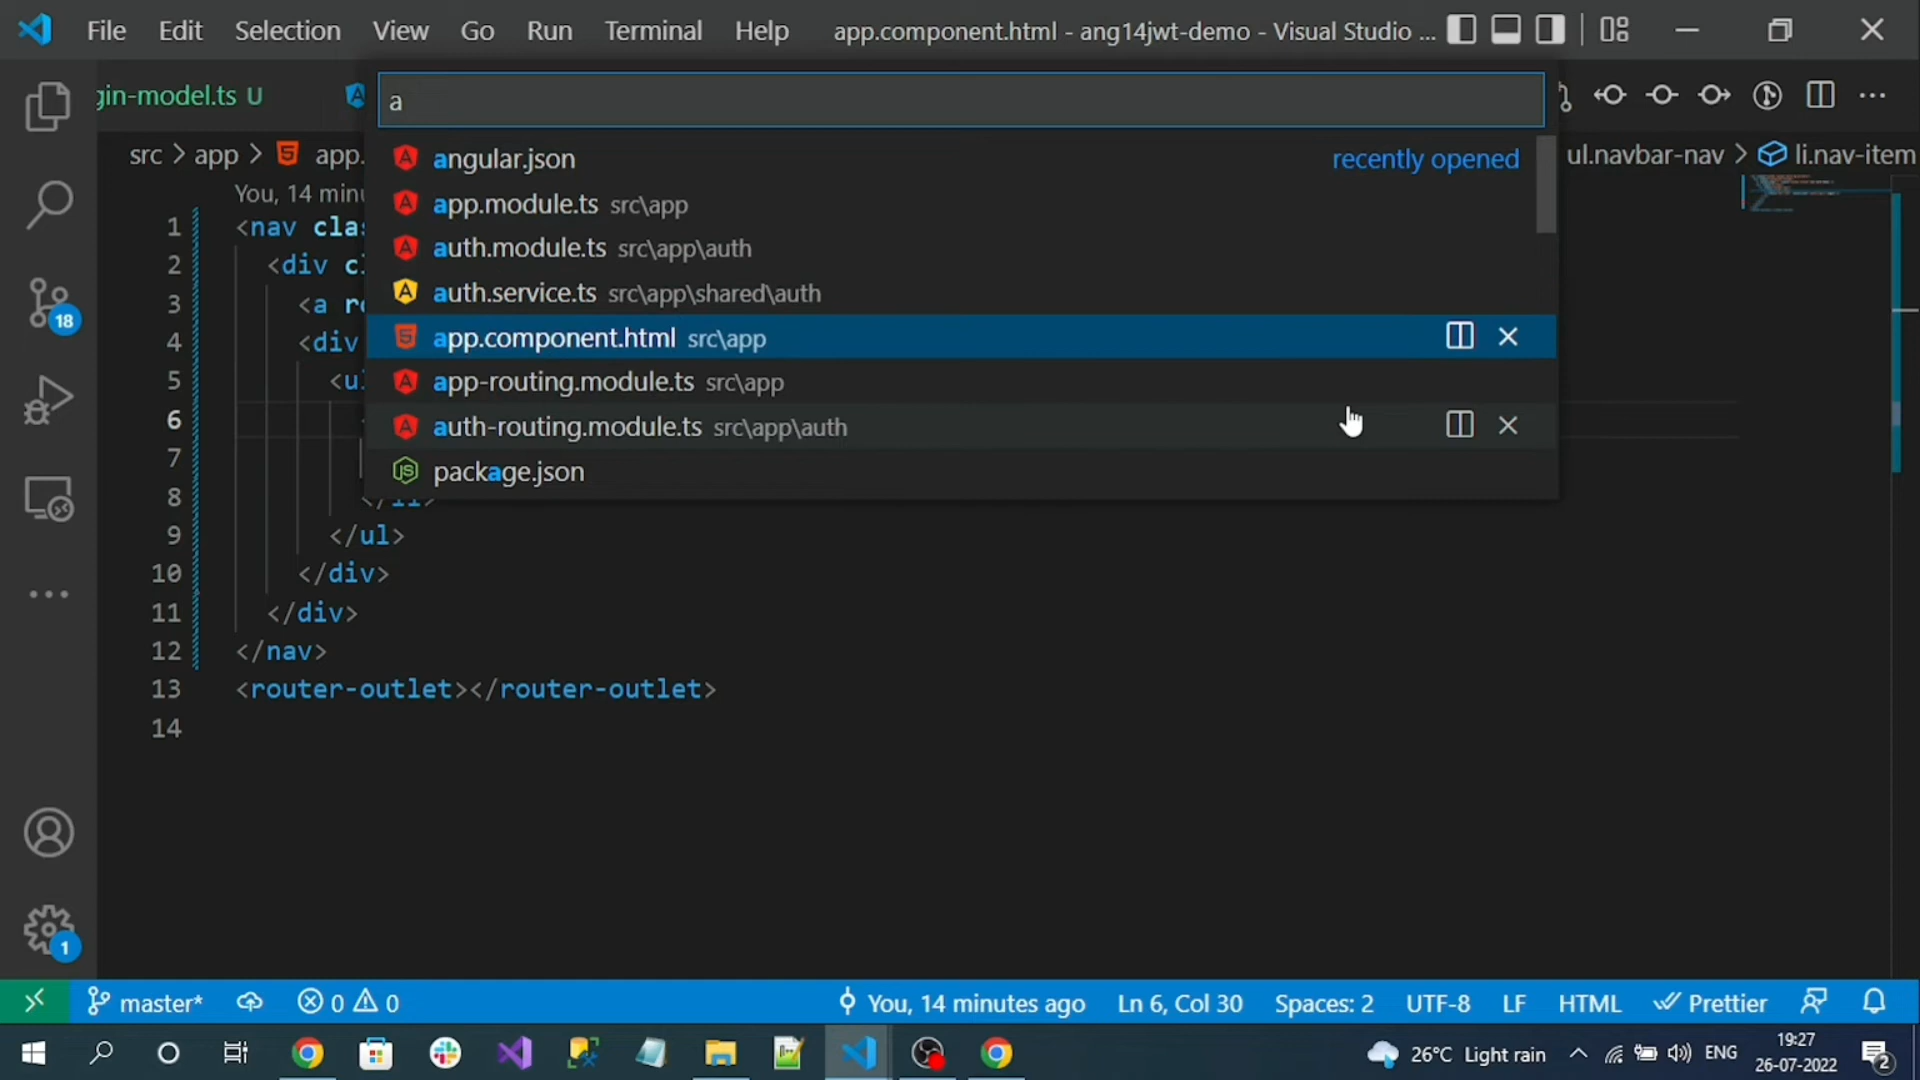 File Edit Selection View Go Run Terminal Help app.component.html - ang14jwt-demo - Visual Studio ...
gin-model.ts U
a
src > app > app. ul.navbar-nav > li.nav-item
You, 14 minu
angular.json recently opened
app.module.ts src\app
auth.module.ts src\app\auth
auth.service.ts src\app\shared\auth
app.component.html src\app
app-routing.module.ts src\app
auth-routing.module.ts src\app\auth
package.json
1 <nav clas
2 <div cl
3 <a ro
4 <div
5 <ul
6
7
8 </li>
9 </ul>
10 </div>
11 </div>
12 </nav>
13 <router-outlet></router-outlet>
14
18
1
master* 0 0 You, 14 minutes ago Ln 6, Col 30 Spaces: 2 UTF-8 LF HTML Prettier
26°C Light rain ENG 19:27
26-07-2022
2